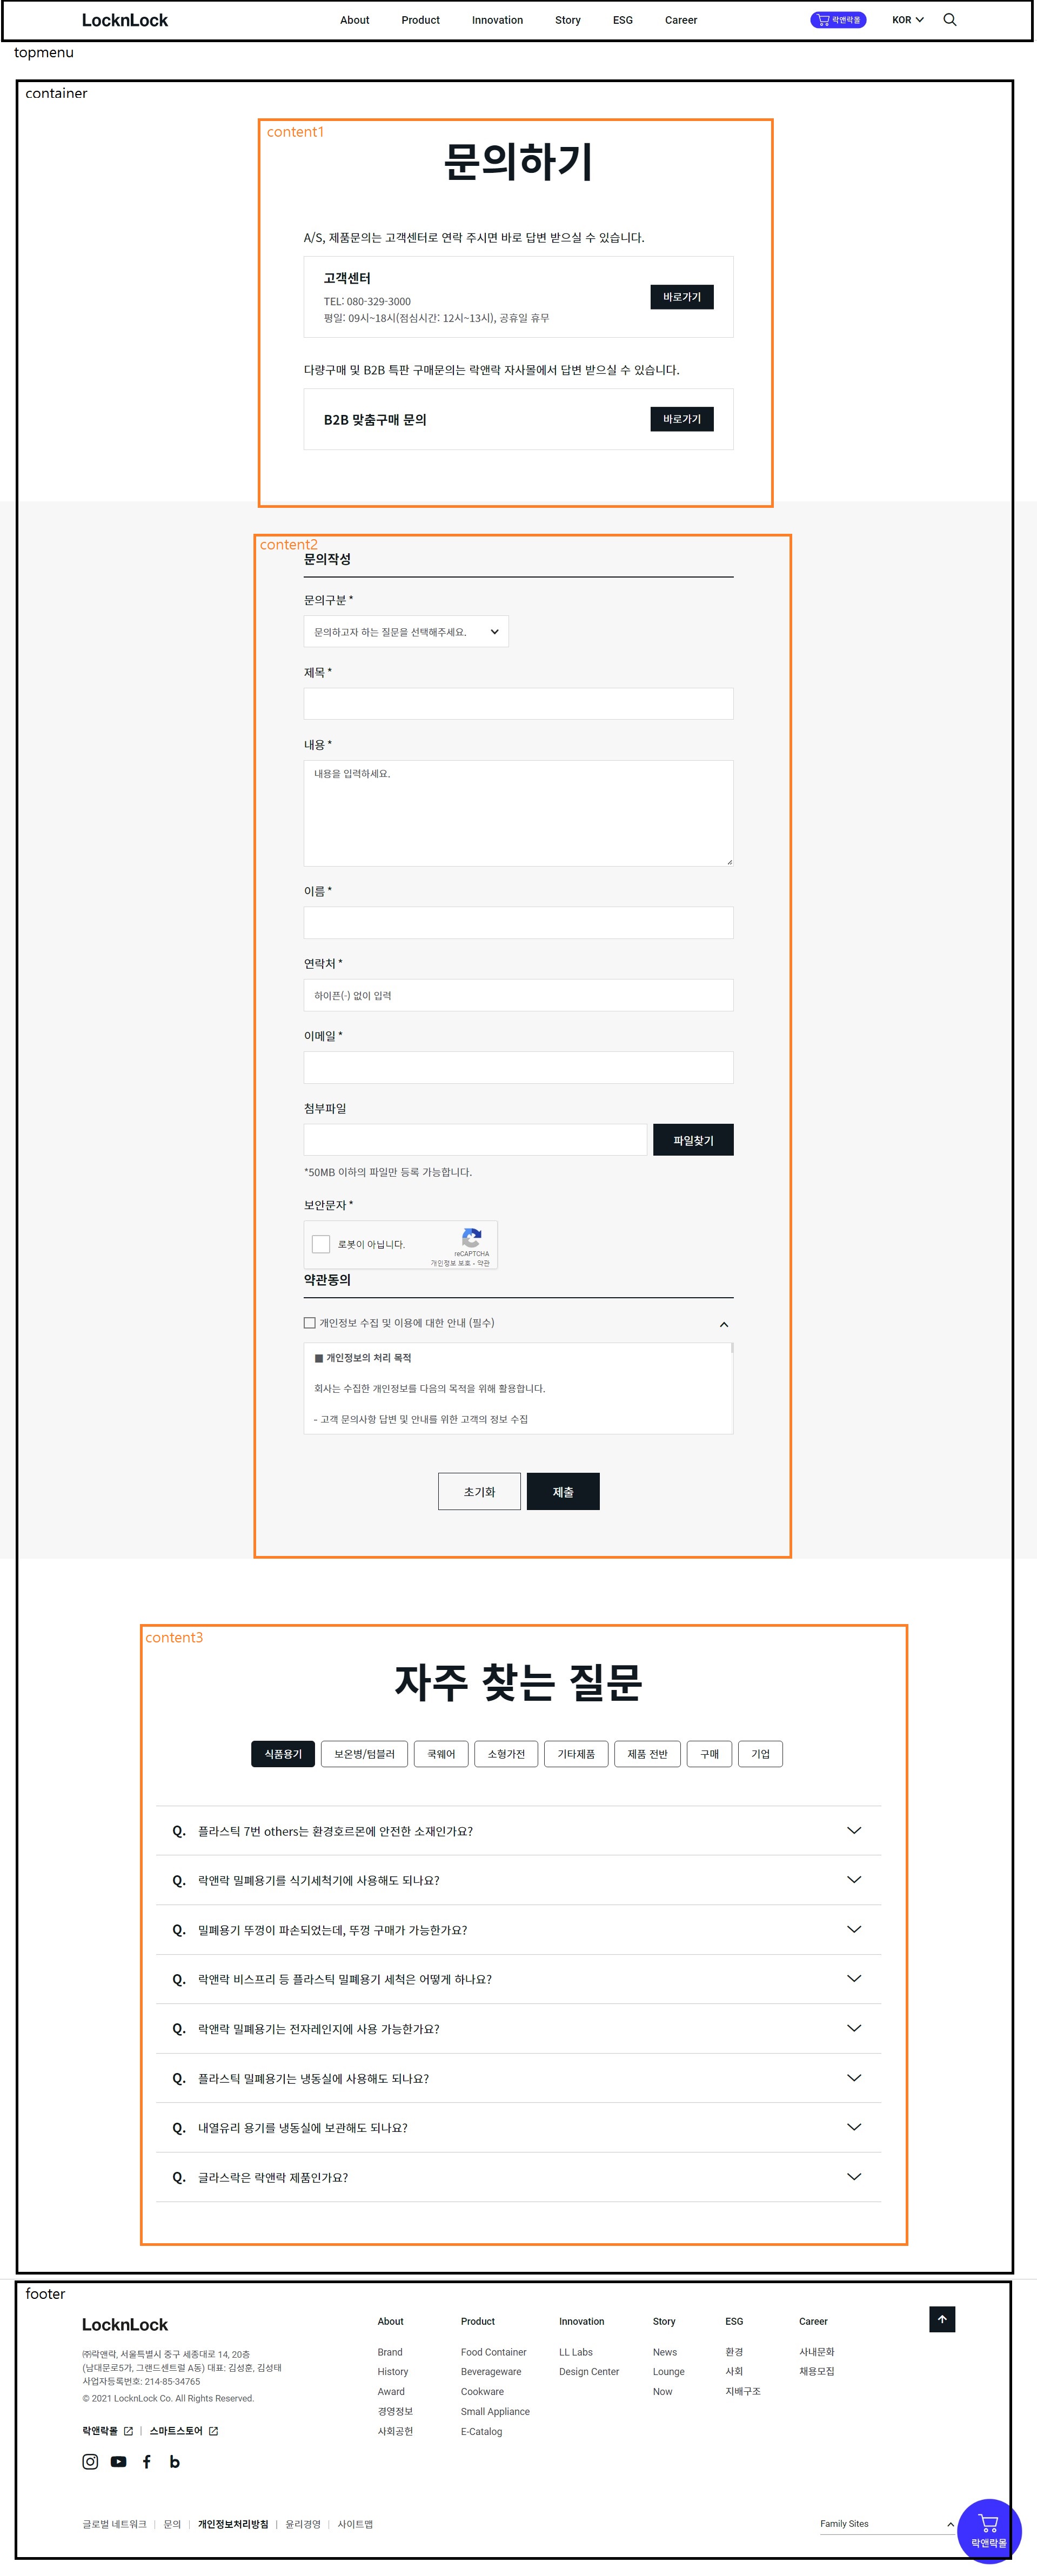 LocknLock
About Product Innovation Story ESG Career
락앤락몰 KOR
topmenu
container
content1
문의하기
A/S, 제품문의는 고객센터로 연락 주시면 바로 답변 받으실 수 있습니다.
고객센터
TEL: 080-329-3000
평일: 09시~18시(점심시간: 12시~13시), 공휴일 휴무
바로가기
다량구매 및 B2B 특판 구매문의는 락앤락 자사몰에서 답변 받으실 수 있습니다.
B2B 맞춤구매 문의
바로가기
content2
문의작성
문의구분 *
문의하고자 하는 질문을 선택해주세요.
제목 *
내용 *
내용을 입력하세요.
이름 *
연락처 *
하이픈(-) 없이 입력
이메일 *
첨부파일
파일찾기
*50MB 이하의 파일만 등록 가능합니다.
보안문자 *
로봇이 아닙니다.
reCAPTCHA
개인정보 보호 - 약관
약관동의
개인정보 수집 및 이용에 대한 안내 (필수)
■ 개인정보의 처리 목적
회사는 수집한 개인정보를 다음의 목적을 위해 활용합니다.
- 고객 문의사항 답변 및 안내를 위한 고객의 정보 수집
초기화 제출
content3
자주 찾는 질문
식품용기 보온병/텀블러 쿡웨어 소형가전 기타제품 제품 전반 구매 기업
Q. 플라스틱 7번 others는 환경호르몬에 안전한 소재인가요?
Q. 락앤락 밀폐용기를 식기세척기에 사용해도 되나요?
Q. 밀폐용기 뚜껑이 파손되었는데, 뚜껑 구매가 가능한가요?
Q. 락앤락 비스프리 등 플라스틱 밀폐용기 세척은 어떻게 하나요?
Q. 락앤락 밀폐용기는 전자레인지에 사용 가능한가요?
Q. 플라스틱 밀폐용기는 냉동실에 사용해도 되나요?
Q. 내열유리 용기를 냉동실에 보관해도 되나요?
Q. 글라스락은 락앤락 제품인가요?
footer
LocknLock
㈜락앤락, 서울특별시 중구 세종대로 14, 20층
(남대문로5가, 그랜드센트럴 A동) 대표: 김성훈, 김성태
사업자등록번호: 214-85-34765
© 2021 LocknLock Co. All Rights Reserved.
락앤락몰 | 스마트스토어
About
Brand
History
Award
경영정보
사회공헌
Product
Food Container
Beverageware
Cookware
Small Appliance
E-Catalog
Innovation
LL Labs
Design Center
Story
News
Lounge
Now
ESG
환경
사회
지배구조
Career
사내문화
채용모집
글로벌 네트워크 | 문의 | 개인정보처리방침 | 윤리경영 | 사이트맵
Family Sites
락앤락몰